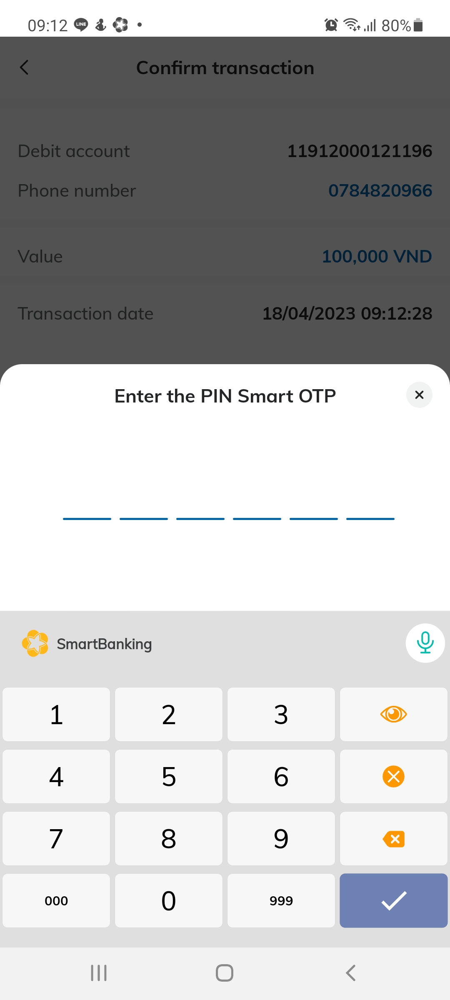 09:12 LINE 80%
Confirm transaction
Debit account 11912000121196
Phone number 0784820966
Value 100,000 VND
Transaction date 18/04/2023 09:12:28
Enter the PIN Smart OTP
SmartBanking
1 2 3
4 5 6
7 8 9
000 0 999